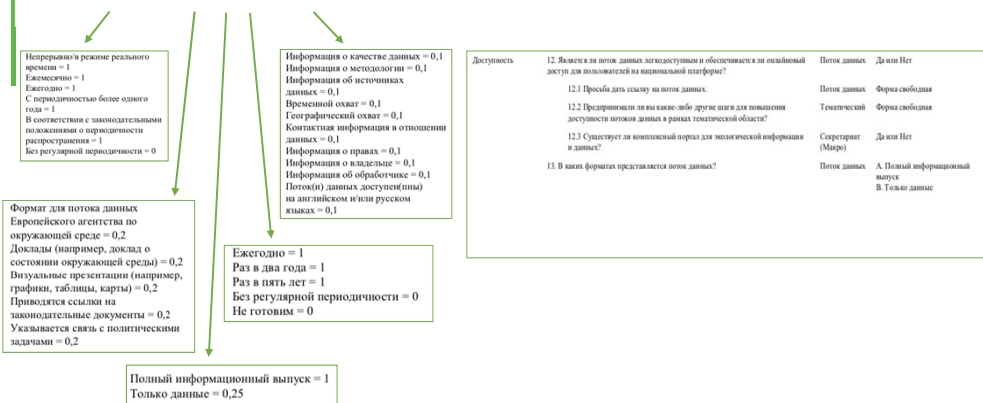 Непрерывно/в режиме реального
времени = 1
Ежемесячно = 1
Ежегодно = 1
С периодичностью более одного
года = 1
В соответствии с законодательными
положениями о периодичности
распространения = 1
Без регулярной периодичности = 0
Информация о качестве данных = 0,1
Информация о методологии = 0,1
Информация об источниках
данных = 0,1
Временной охват = 0,1
Географический охват = 0,1
Контактная информация в отношении
данных = 0,1
Информация о правах = 0,1
Информация о владельце = 0,1
Информация об обработчике = 0,1
Поток(и) данных доступен(пны)
на английском и/или русском
языках = 0,1
Доступность 12. Является ли поток данных легкодоступным и обеспечивается ли онлайновый Поток данных Да или Нет
доступ для пользователей на национальной платформе?
12.1 Просьба дать ссылку на поток данных. Поток данных Форма свободная
12.2 Предпринимали ли вы какие-либо другие шаги для повышения Тематический Форма свободная
доступности потоков данных в рамках тематической области?
12.3 Существует ли комплексный портал для экологической информации Секретариат Да или Нет
и данных? (Макро)
13. В каких форматах представляется поток данных? Поток данных A. Полный информационный
выпуск
B. Только данные
Формат для потока данных
Европейского агентства по
окружающей среде = 0,2
Доклады (например, доклад о
состоянии окружающей среды) = 0,2
Визуальные презентации (например,
графики, таблицы, карты) = 0,2
Приводятся ссылки на
законодательные документы = 0,2
Указывается связь с политическими
задачами = 0,2
Ежегодно = 1
Раз в два года = 1
Раз в пять лет = 1
Без регулярной периодичности = 0
Не готовим = 0
Полный информационный выпуск = 1
Только данные = 0,25